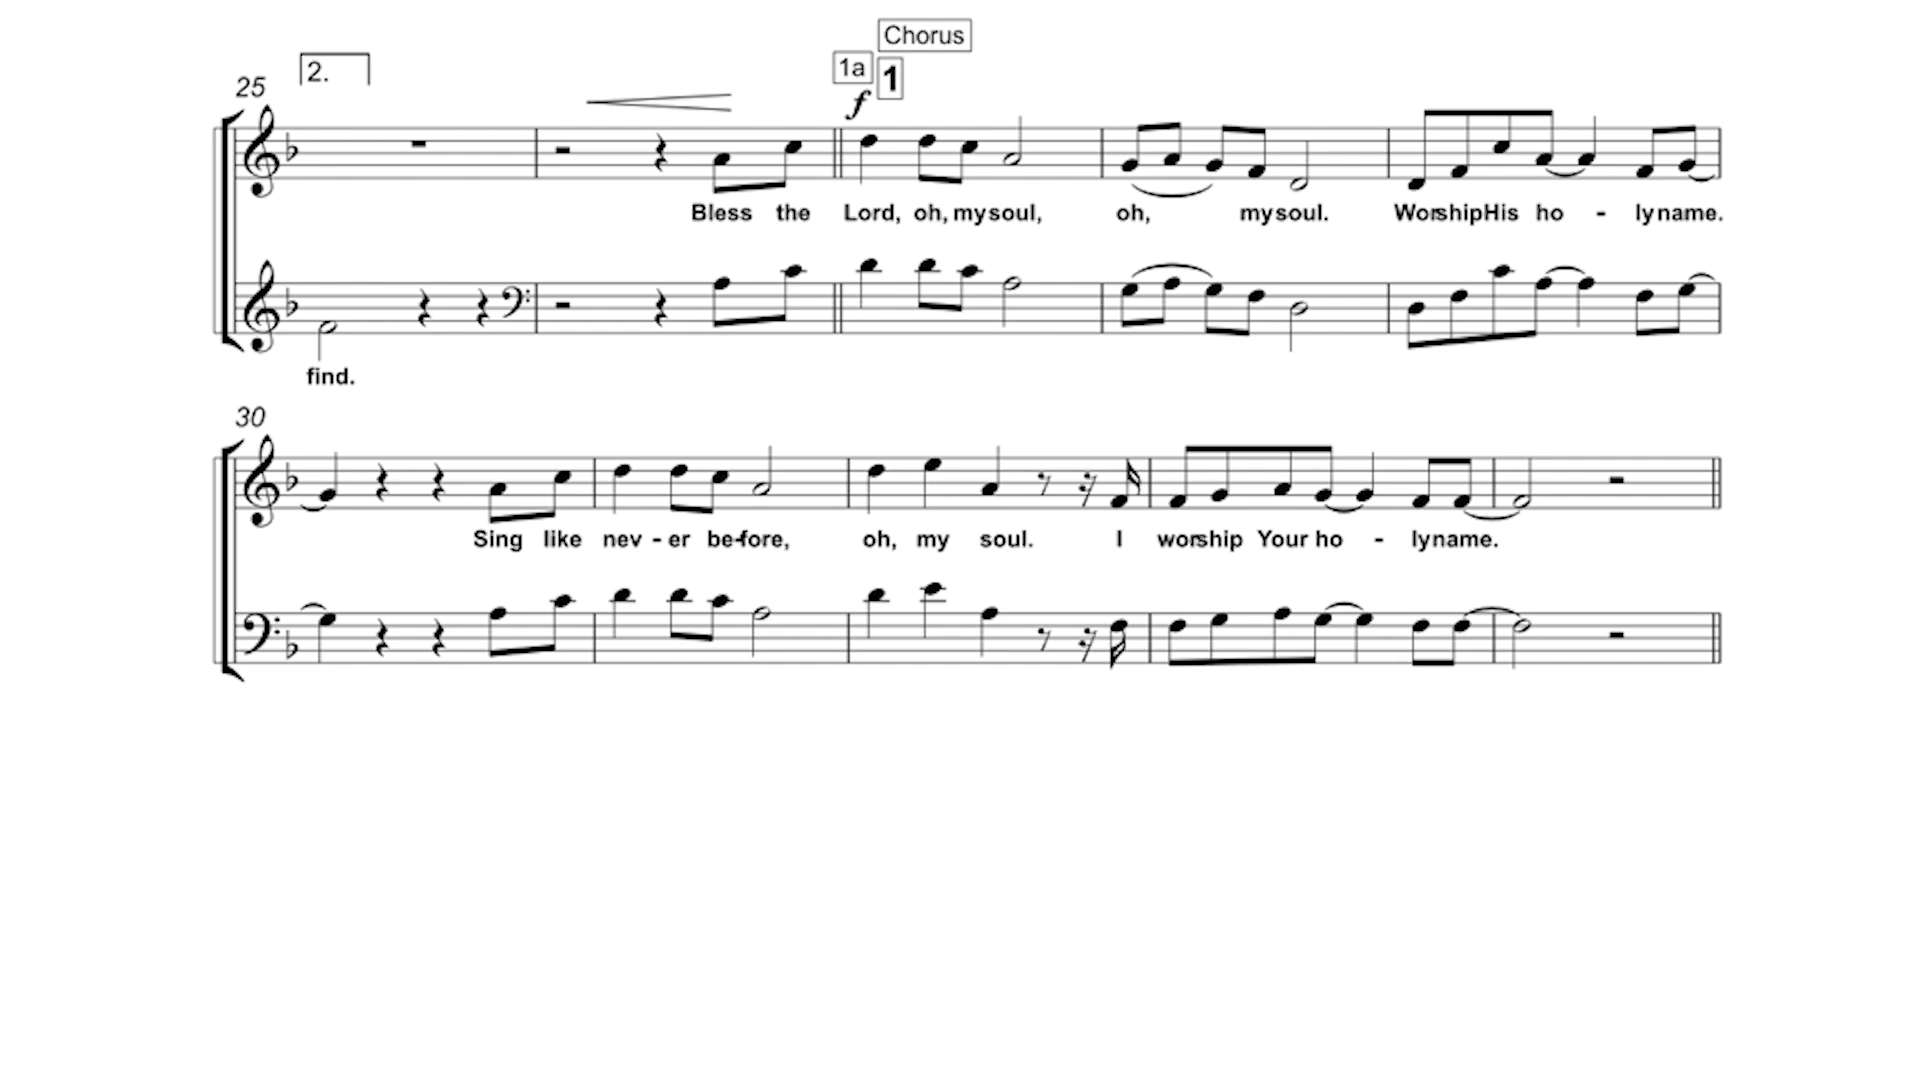 Chorus
2.
1a
1
25
f
Bless the Lord, oh, my soul, oh, my soul. Worship His ho - ly name.
find.
30
Sing like nev - er be-fore, oh, my soul. I worship Your ho - ly name.